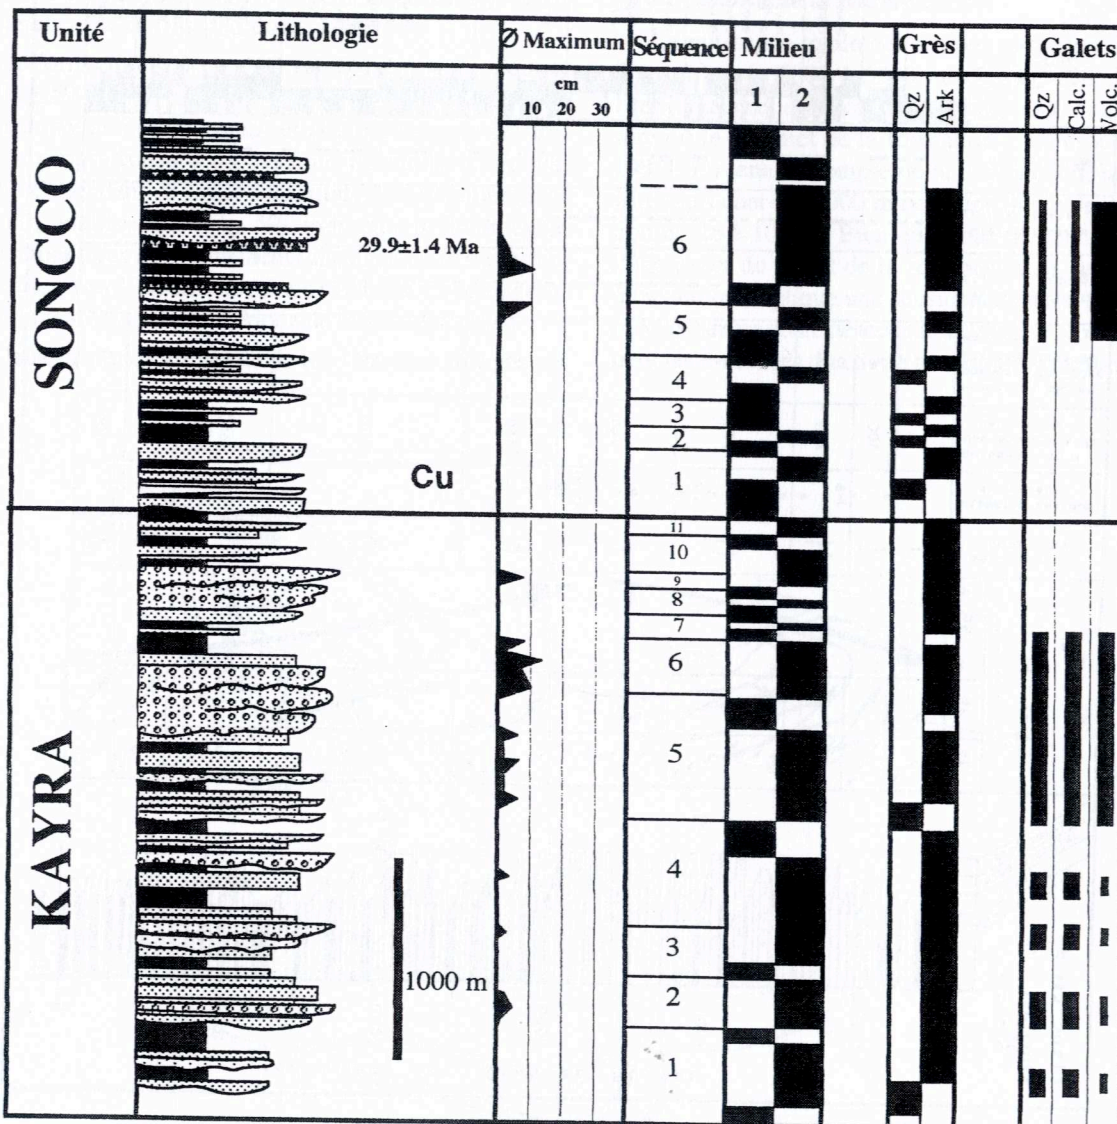 Unité Lithologie Ø Maximum Séquence Milieu Grès Galets
cm
10 20 30
1 2
Qz Ark
Qz Calc. Volc.
SONCCO
29.9±1.4 Ma
6
5
4
3
2
1
Cu
11
10
9
8
7
6
5
KAYRA
4
3
1000 m
2
1